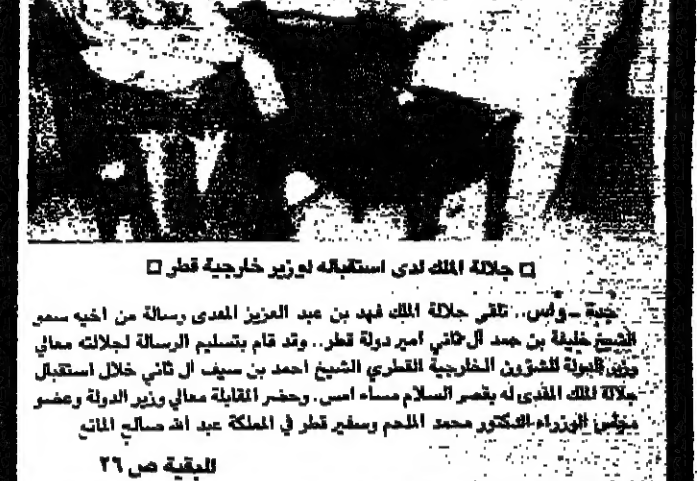 □ جلالة الملك لدى استقباله لوزير خارجية قطر □
جدة - واس.. تلقى جلالة الملك فهد بن عبد العزيز المفدى رسالة من اخيه سمو
الشيخ خليفة بن حمد آل ثاني امير دولة قطر.. وقد قام بتسليم الرسالة لجلالته معالي
وزير الدولة للشؤون الخارجية القطري الشيخ احمد بن سيف آل ثاني خلال استقبال
جلالة الملك المفدى له بقصر السلام مساء امس. وحضر المقابلة معالي وزير الدولة وعضو
مجلس الوزراء الدكتور محمد الملحم وسفير قطر في المملكة عبد الله صالح المانع
للبقية ص ٢٦